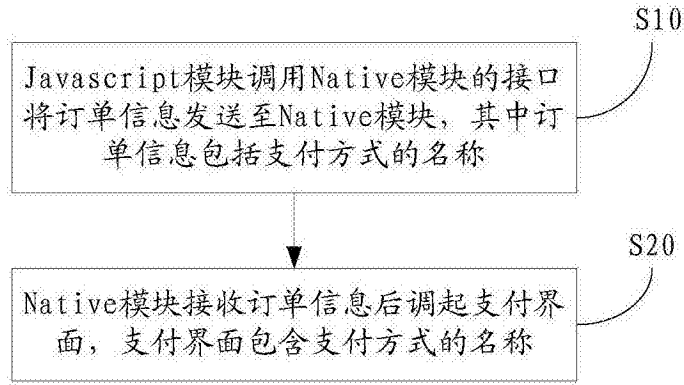 S10
Javascript模块调用Native模块的接口
将订单信息发送至Native模块，其中订
单信息包括支付方式的名称
S20
Native模块接收订单信息后调起支付界
面，支付界面包含支付方式的名称